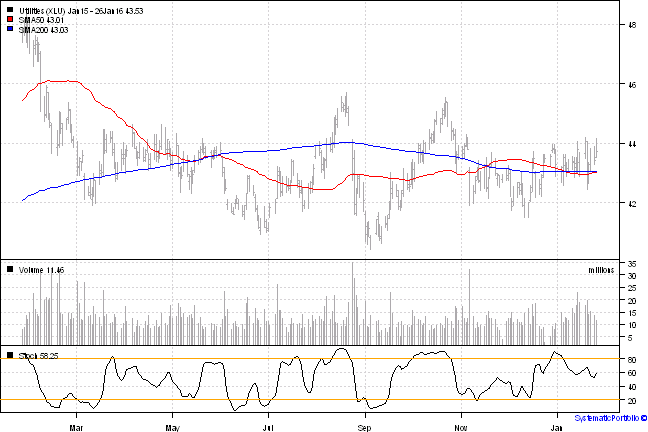 Utilities (XLU) Jan 15 - 26Jan16 43.53
SMA50 43.01
SMA200 43.03
48
46
44
42
Volume 11.46
millions
35
30
25
20
15
10
5
Stoch 58.25
80
60
40
20
Mar May Jul Sep Nov Jan
SystematicPortfolio ©